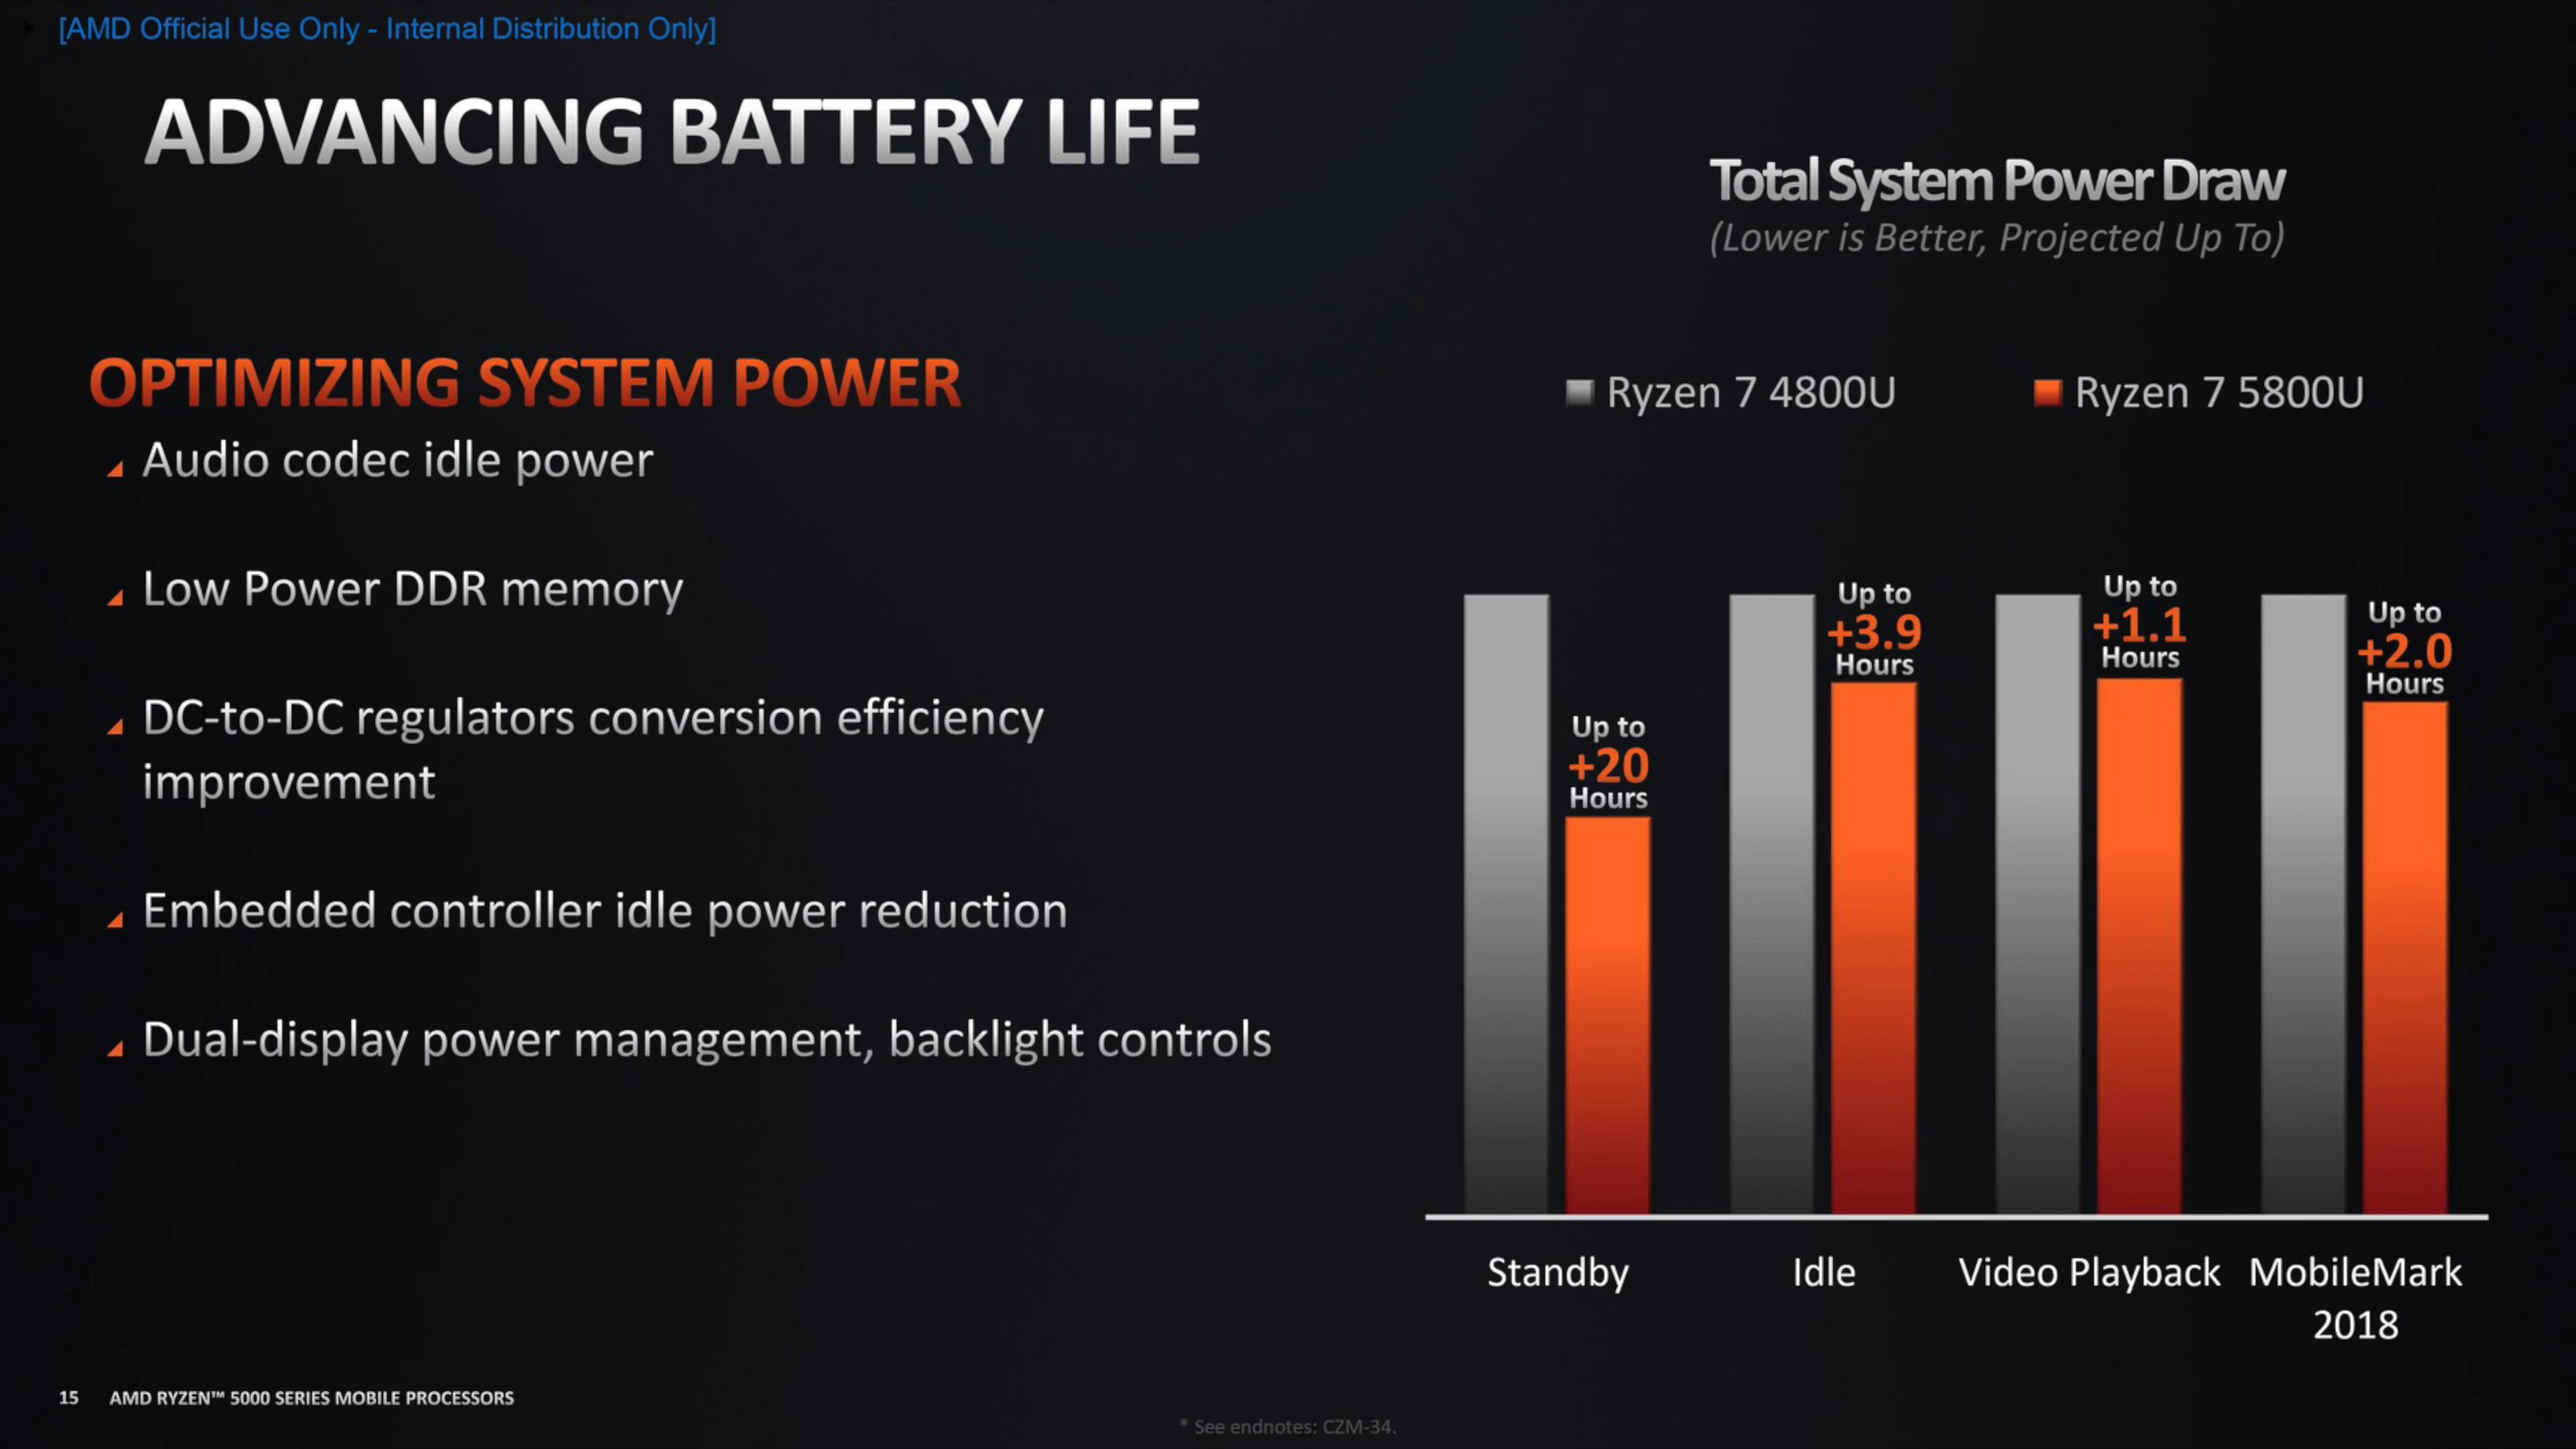 [AMD Official Use Only - Internal Distribution Only]
ADVANCING BATTERY LIFE
OPTIMIZING SYSTEM POWER
Audio codec idle power
Low Power DDR memory
DC-to-DC regulators conversion efficiency
improvement
Embedded controller idle power reduction
Dual-display power management, backlight controls
Total System Power Draw
(Lower is Better, Projected Up To)
Ryzen 7 4800U
Ryzen 7 5800U
Up to
+20
Hours
Up to
+3.9
Hours
Up to
+1.1
Hours
Up to
+2.0
Hours
Standby
Idle
Video Playback
MobileMark
2018
15 AMD RYZEN™ 5000 SERIES MOBILE PROCESSORS
* See endnotes: CZM-34.